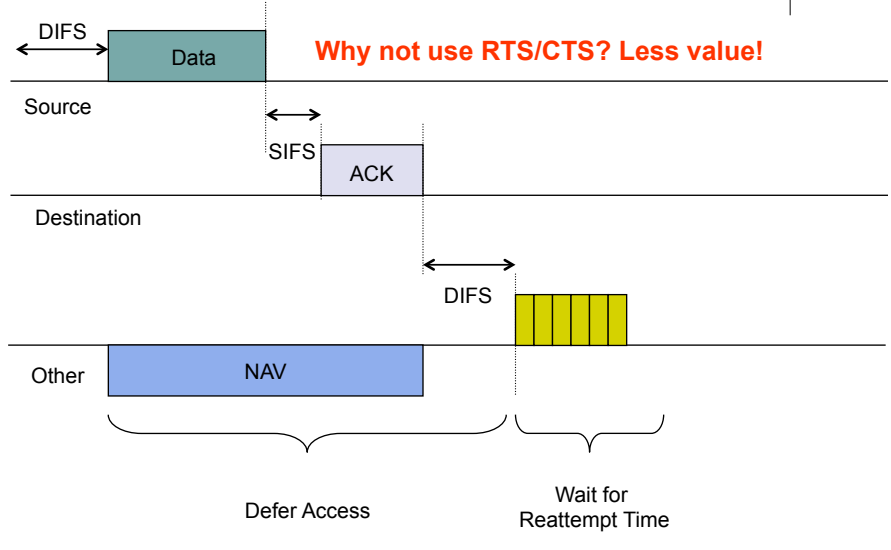 DIFS
Data
Why not use RTS/CTS? Less value!
Source
SIFS
ACK
Destination
DIFS
Other
NAV
Defer Access
Wait for
Reattempt Time